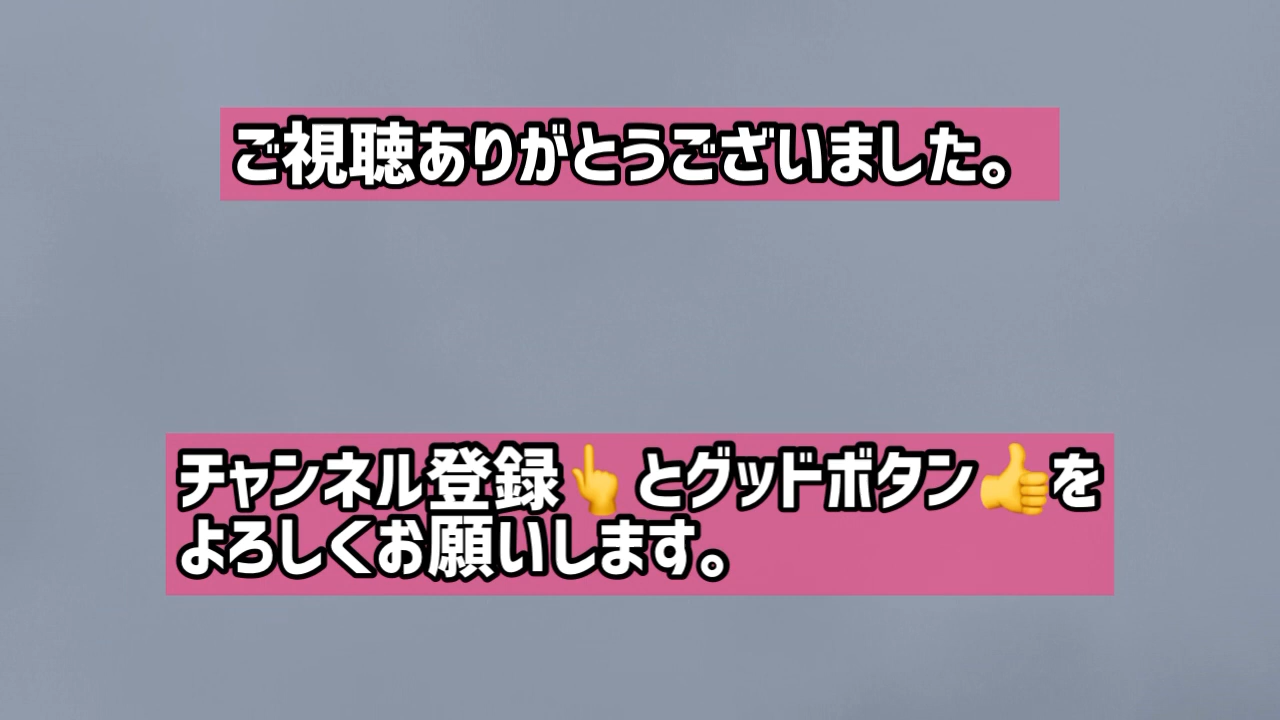 ご視聴ありがとうございました。
チャンネル登録👆とグッドボタン👍を
よろしくお願いします。